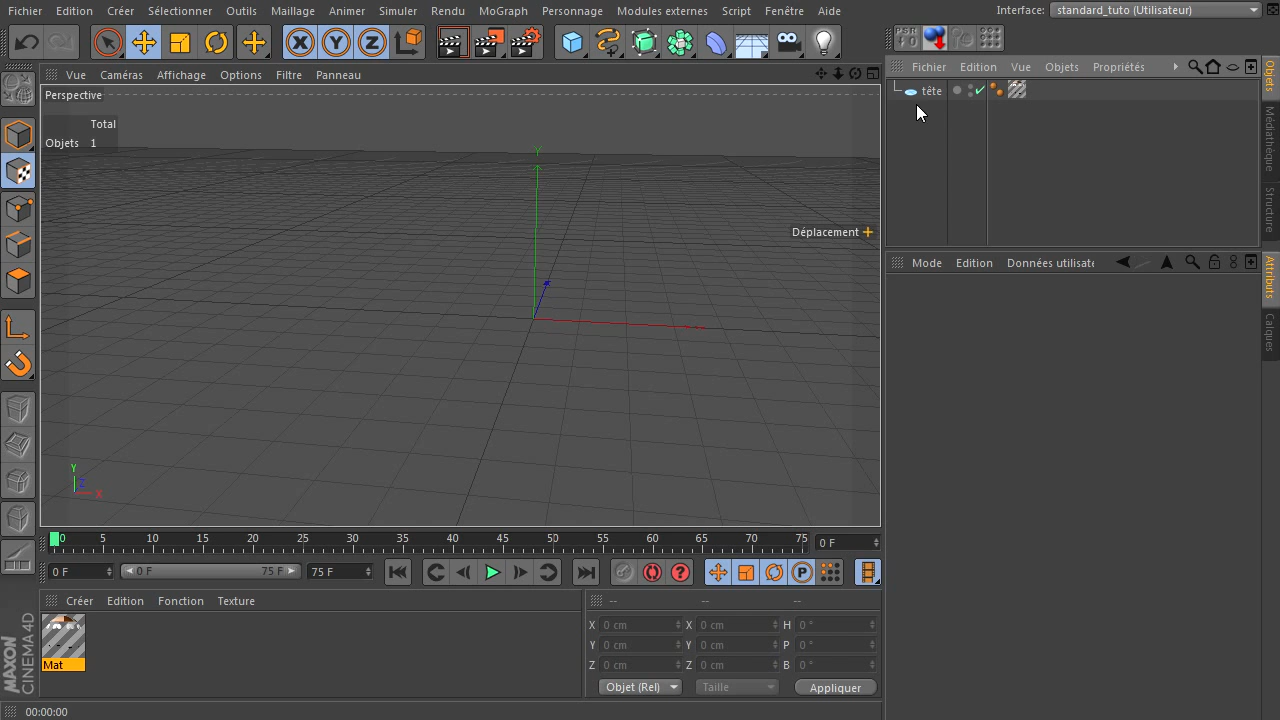 Fichier Edition Créer Sélectionner Outils Maillage Animer Simuler Rendu MoGraph Personnage Modules externes Script Fenêtre Aide Interface: standard_tuto (Utilisateur)
X Y Z PSR 0
Vue Caméras Affichage Options Filtre Panneau
Fichier Edition Vue Objets Propriétés
Perspective
tête
Total
Objets 1
Y
Déplacement
Objets
Médiathèque
Structure
Mode Edition Données utilisate
Attributs
Calques
Y
Z
X
0 5 10 15 20 25 30 35 40 45 50 55 60 65 70 75 0 F
0 F 0 F 75 F 75 F ? P
Créer Edition Fonction Texture
-- -- --
X 0 cm X 0 cm H 0 °
Y 0 cm Y 0 cm P 0 °
Z 0 cm Z 0 cm B 0 °
Mat
Objet (Rel) Taille Appliquer
MAXON
CINEMA 4D
00:00:00